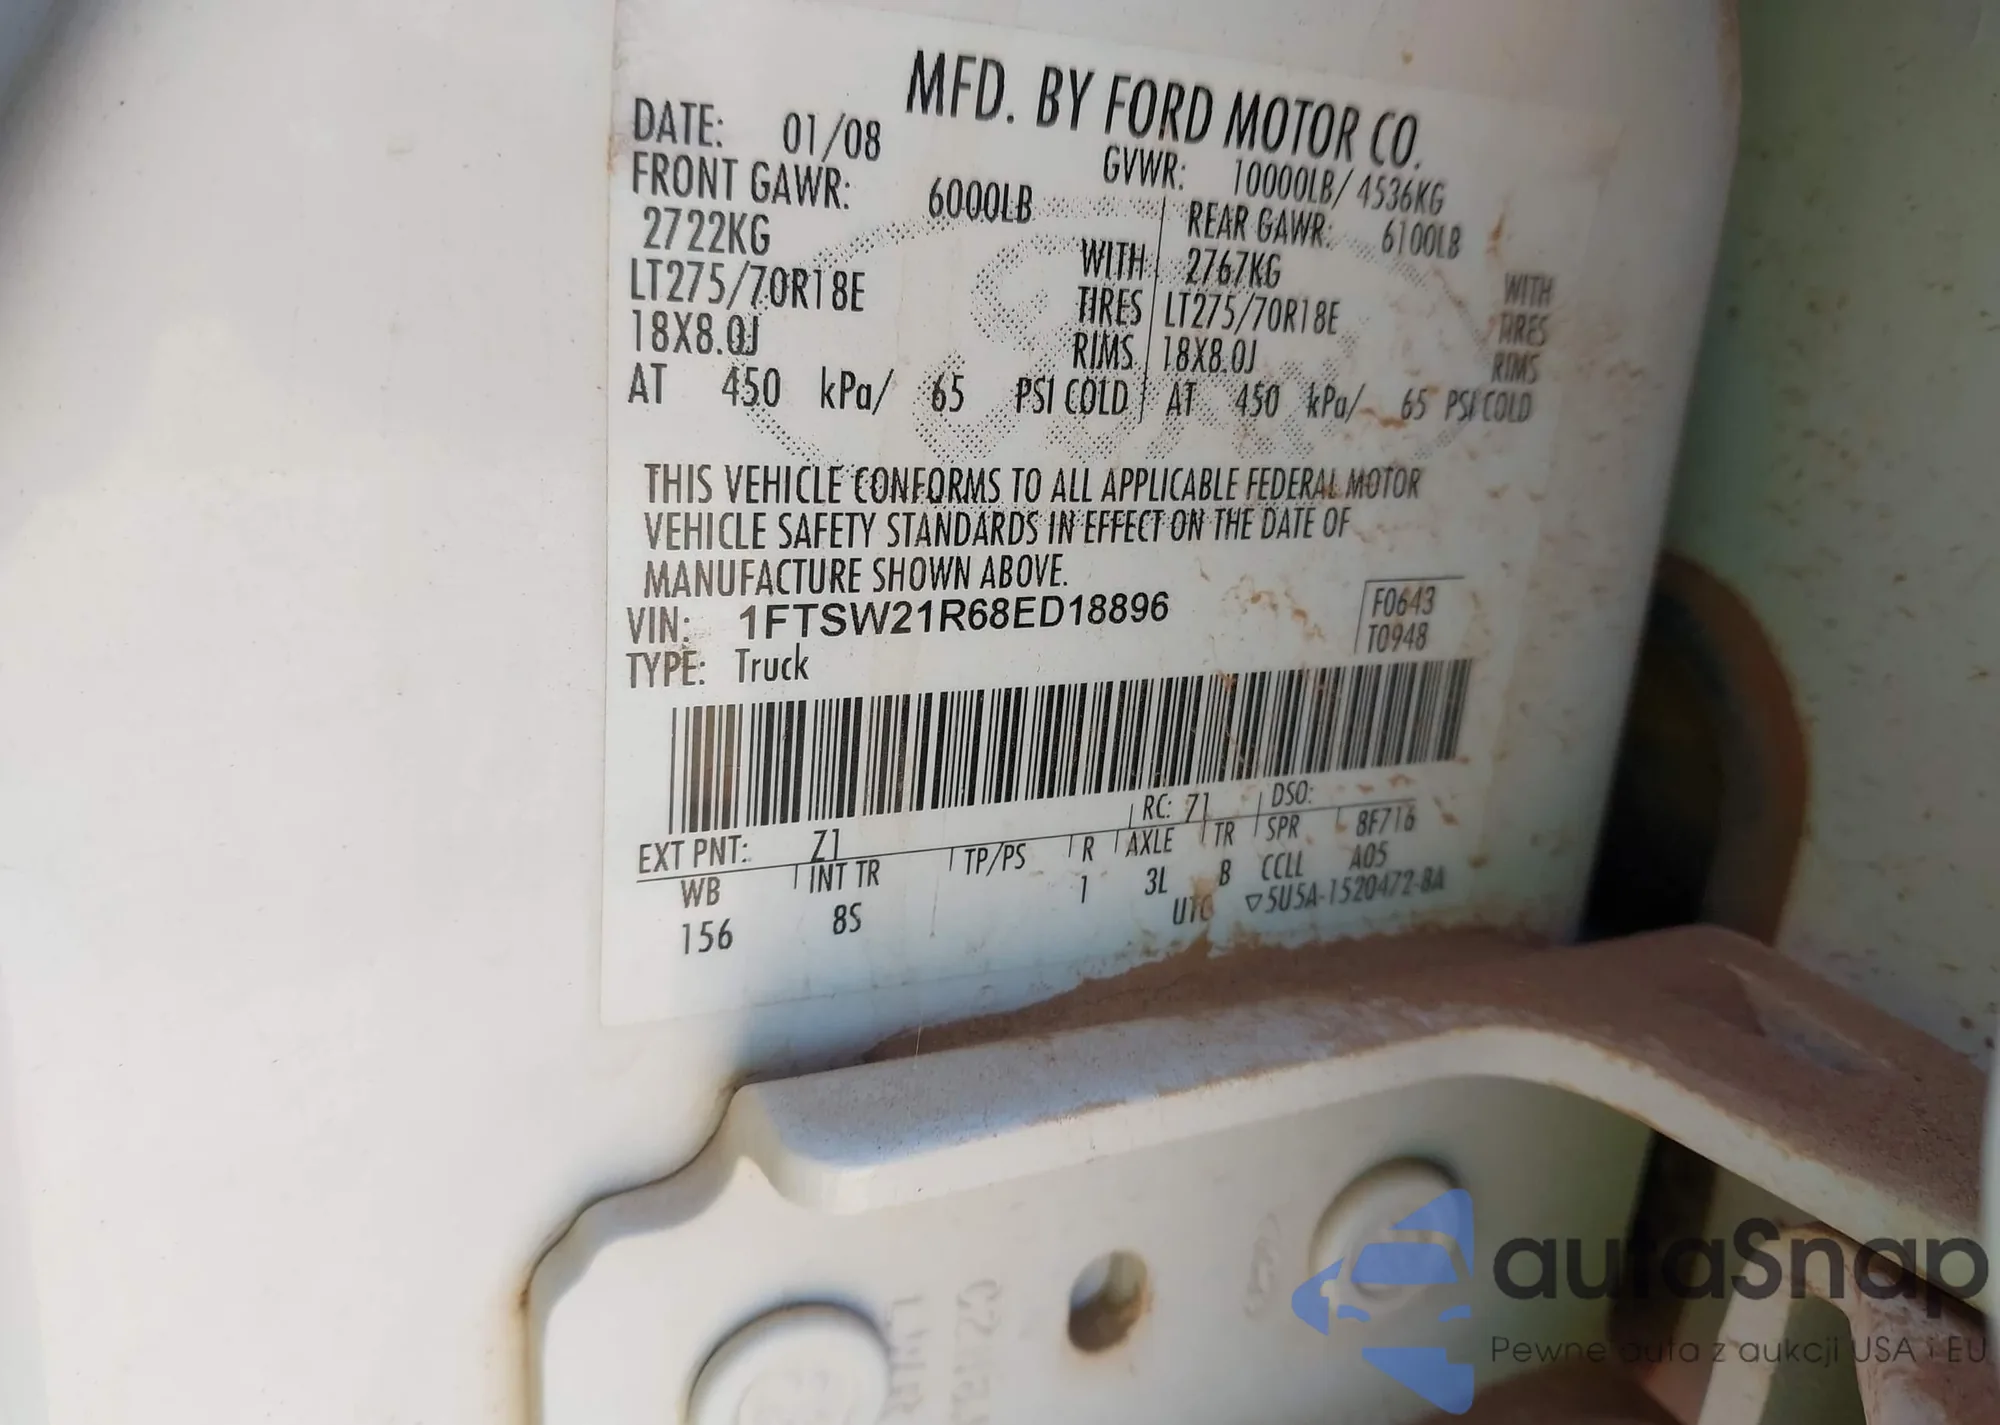 MFD. BY FORD MOTOR CO.
DATE: 01/08 GVWR: 10000LB/ 4536KG
FRONT GAWR: 6000LB REAR GAWR: 6100LB
2722KG WITH 2767KG WITH
LT275/70R18E TIRES LT275/70R18E TIRES
18X8.0J RIMS 18X8.0J RIMS
AT 450 kPa/ 65 PSI COLD AT 450 kPa/ 65 PSI COLD
THIS VEHICLE CONFORMS TO ALL APPLICABLE FEDERAL MOTOR
VEHICLE SAFETY STANDARDS IN EFFECT ON THE DATE OF
MANUFACTURE SHOWN ABOVE.
VIN: 1FTSW21R68ED18896 F0643
TYPE: Truck T0948
EXT PNT: Z1 RC: Z1 DSO:
WB INT TR TP/PS R AXLE TR SPR 8F716
156 8S 1 3L B CCLL A05
UTC ▽5U5A-1520472-BA
autaSnap
Pewne auta z aukcji USA i EU